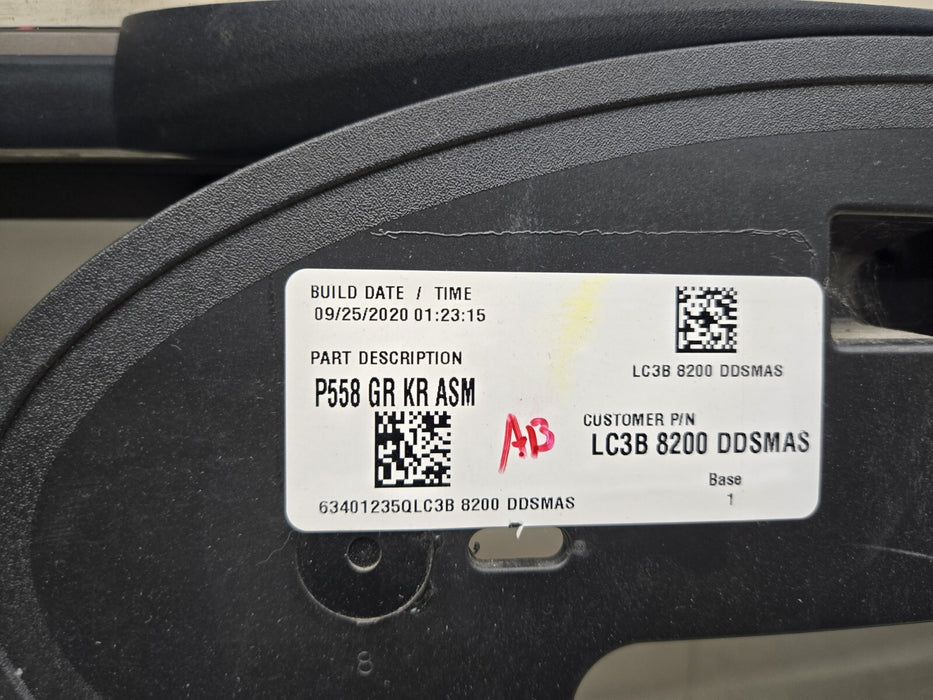 BUILD DATE / TIME
09/25/2020 01:23:15
PART DESCRIPTION
P558 GR KR ASM
63401235QLC3B 8200 DDSMAS
AB
LC3B 8200 DDSMAS
CUSTOMER P/N
LC3B 8200 DDSMAS
Base
1
8